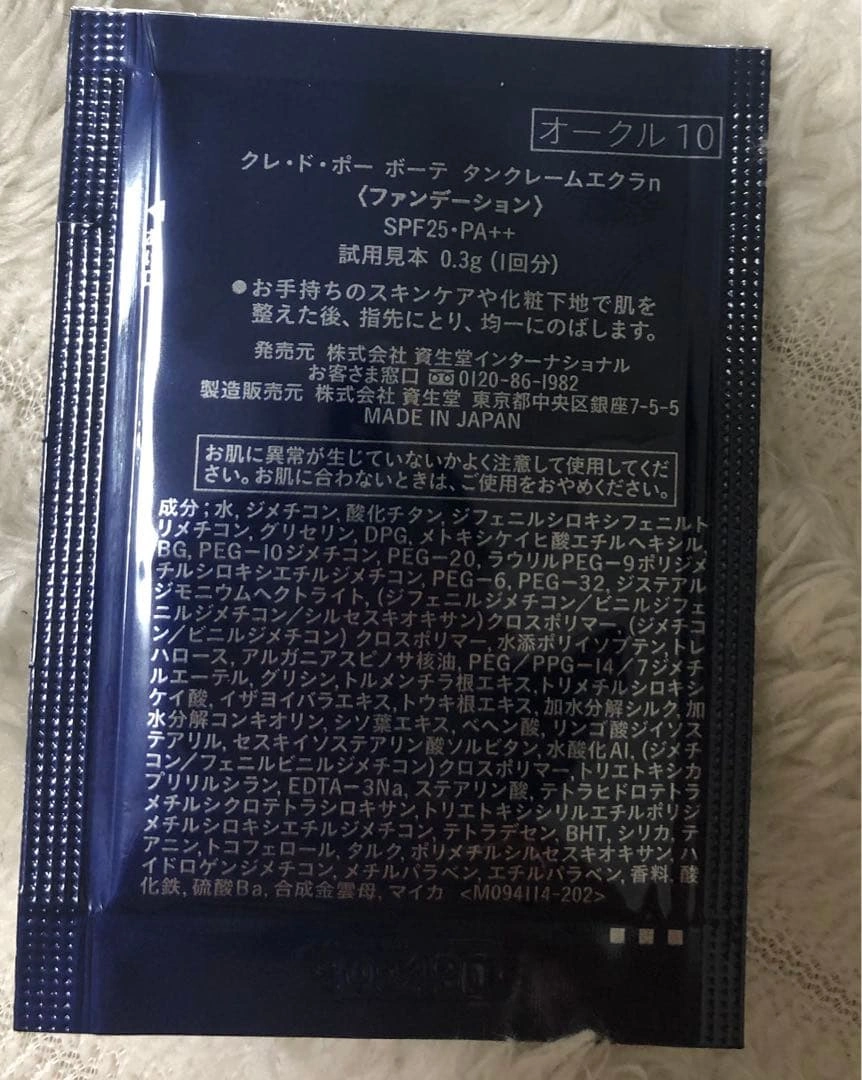 オークル10
クレ・ド・ポー ボーテ タンクレームエクラn
〈ファンデーション〉
SPF25・PA++
試用見本 0.3g (1回分)
●お手持ちのスキンケアや化粧下地で肌を
整えた後、指先にとり、均一にのばします。
発売元 株式会社 資生堂インターナショナル
お客さま窓口 0120-86-1982
製造販売元 株式会社 資生堂 東京都中央区銀座7-5-5
MADE IN JAPAN
お肌に異常が生じていないかよく注意して使用してくだ
さい。お肌に合わないときは、ご使用をおやめください。
成分；水, ジメチコン, 酸化チタン, ジフェニルシロキシフェニルト
リメチコン, グリセリン, DPG, メトキシケイヒ酸エチルヘキシル,
BG, PEG-10ジメチコン, PEG-20, ラウリルPEG-9ポリジメ
チルシロキシエチルジメチコン, PEG-6, PEG-32, ジステアル
ジモニウムヘクトライト, (ジフェニルジメチコン/ビニルジフェ
ニルジメチコン/シルセスキオキサン)クロスポリマー, (ジメチコ
ン/ビニルジメチコン) クロスポリマー, 水添ポリイソブテン, トレ
ハロース, アルガニアスピノサ核油, PEG/PPG-14/7ジメチ
ルエーテル, グリシン, トルメンチラ根エキス, トリメチルシロキシ
ケイ酸, イザヨイバラエキス, トウキ根エキス, 加水分解シルク, 加
水分解コンキオリン, シソ葉エキス, ベヘン酸, リンゴ酸ジイソス
テアリル, セスキイソステアリン酸ソルビタン, 水酸化Al, (ジメチ
コン/フェニルビニルジメチコン)クロスポリマー, トリエトキシカ
プリリルシラン, EDTA-3Na, ステアリン酸, テトラヒドロテトラ
メチルシクロテトラシロキサン, トリエトキシシリルエチルポリジ
メチルシロキシエチルジメチコン, テトラデセン, BHT, シリカ, テ
アニン, トコフェロール, タルク, ポリメチルシルセスキオキサン, ハ
イドロゲンジメチコン, メチルパラベン, エチルパラベン, 香料, 酸
化鉄, 硫酸Ba, 合成金雲母, マイカ <M094114-202>